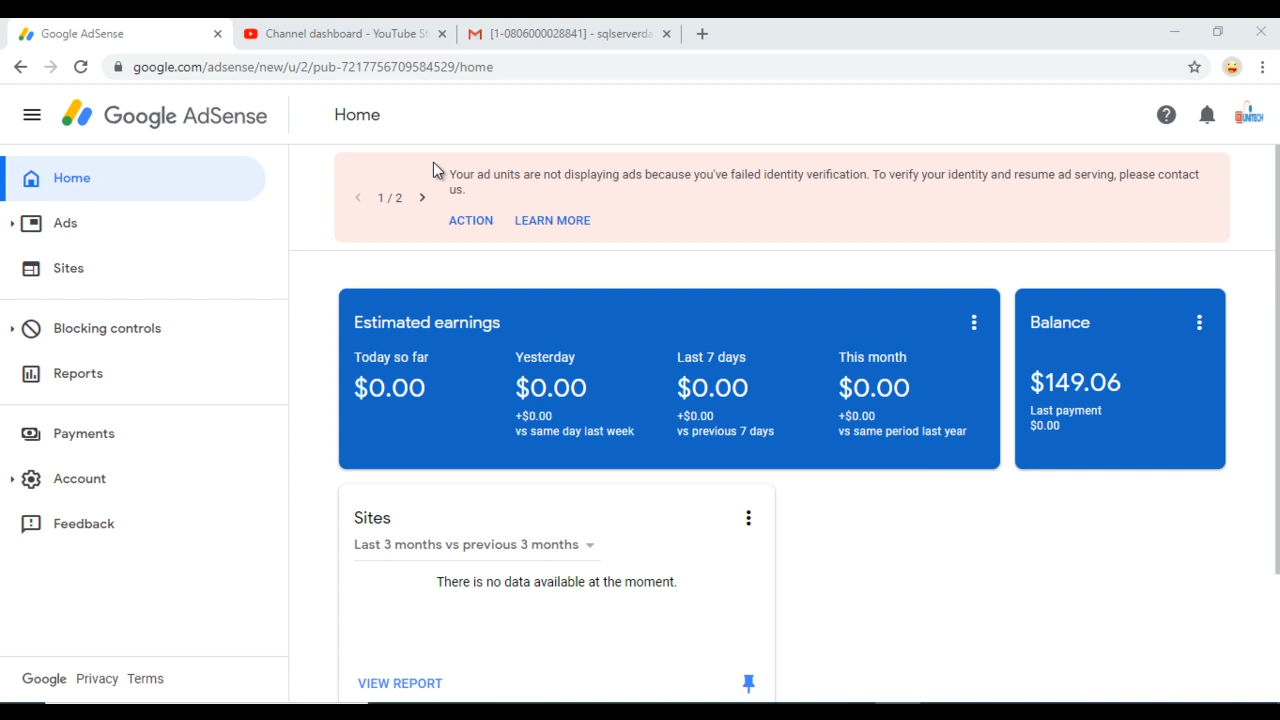 Google AdSense
Channel dashboard - YouTube St
[1-0806000028841] - sqlserverda
google.com/adsense/new/u/2/pub-7217756709584529/home
Google AdSense
Home
UNITECH
Home
Ads
Sites
Blocking controls
Reports
Payments
Account
Feedback
Google Privacy Terms
1 / 2
Your ad units are not displaying ads because you've failed identity verification. To verify your identity and resume ad serving, please contact
us.
ACTION LEARN MORE
Estimated earnings
Today so far Yesterday Last 7 days This month
$0.00 $0.00 $0.00 $0.00
+$0.00 +$0.00 +$0.00
vs same day last week vs previous 7 days vs same period last year
Balance
$149.06
Last payment
$0.00
Sites
Last 3 months vs previous 3 months
There is no data available at the moment.
VIEW REPORT